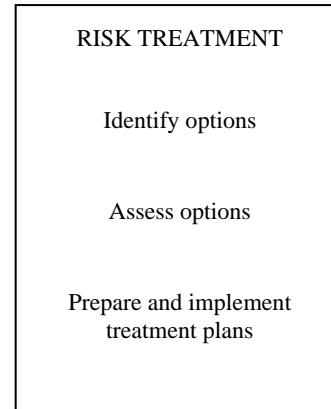 RISK TREATMENT
Identify options
Assess options
Prepare and implement
treatment plans